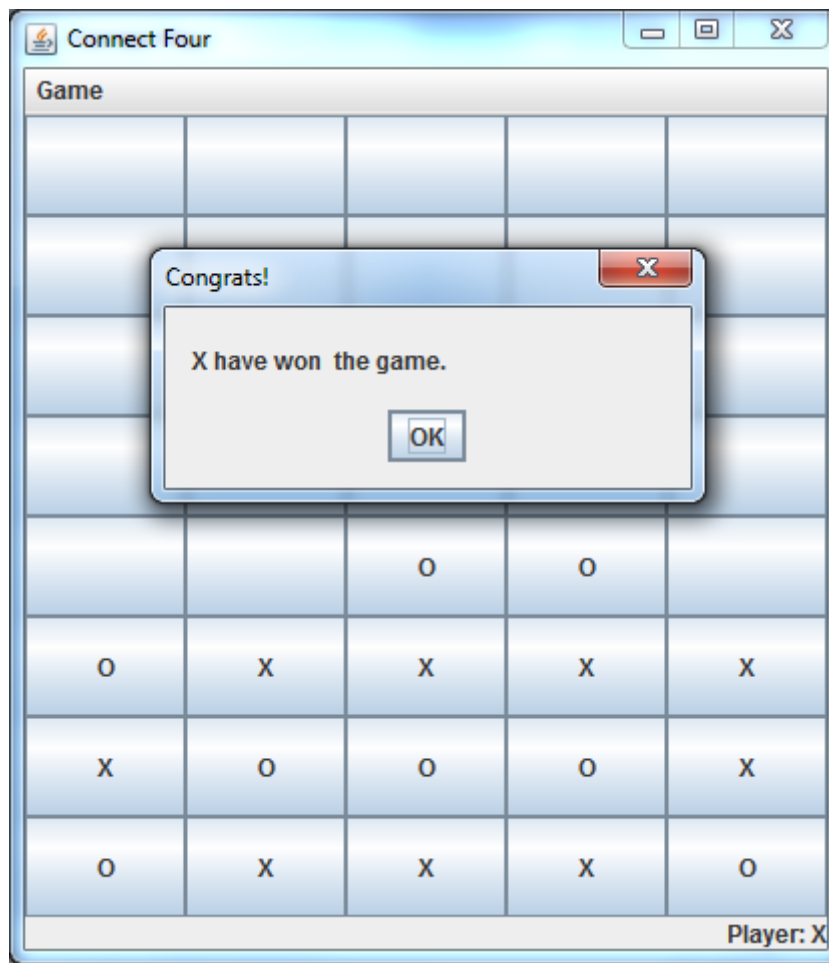 Connect Four
Game
Congrats!
X have won  the game.
OK
O O
O X X X X
X O O O X
O X X X O
Player: X